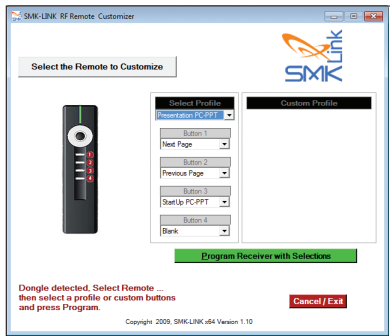 SMK-LINK RF Remote Customizer
Select the Remote to Customize
SMK Link
Select Profile
Custom Profile
Presentation PC-PPT
Button 1
Next Page
Button 2
Previous Page
Button 3
StartUp PC-PPT
Button 4
Blank
1
2
3
4
Program Receiver with Selections
Dongle detected, Select Remote ...
then select a profile or custom buttons
and press Program.
Cancel / Exit
Copyright 2009, SMK-LINK x64 Version 1.10